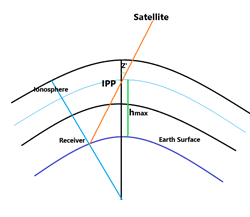 Satellite
Z'
IPP
Ionosphere
hmax
Receiver
Earth Surface